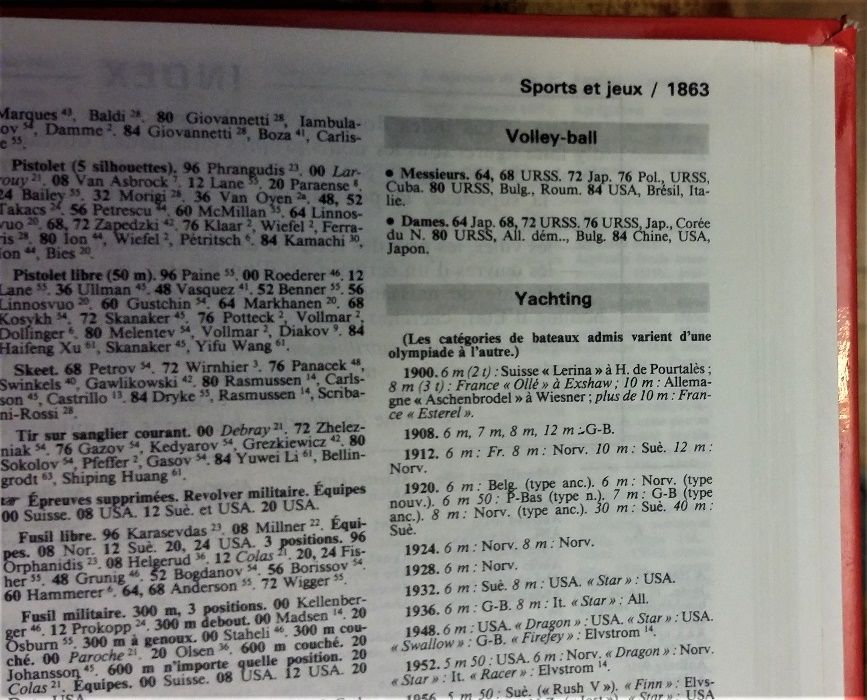 Sports et jeux / 1863
Marques 43, Baldi 28. 80 Giovannetti 28, Iambula-
ov 54, Damme 2. 84 Giovannetti 28, Boza 41, Carlis-
e 55.
Pistolet (5 silhouettes). 96 Phrangudis 23. 00 Lar-
rouy 21. 08 Van Asbrock 7. 12 Lane 55. 20 Paraense 8.
24 Bailey 55. 32 Morigi 28. 36 Van Oyen 2a. 48, 52
Takacs 24. 56 Petrescu 44. 60 McMillan 55. 64 Linnos-
vuo 20. 68, 72 Zapedzki 42. 76 Klaar 2, Wiefel 2, Ferra-
ris 28. 80 Ion 44, Wiefel 2, Pétritsch 6. 84 Kamachi 30,
Ion 44, Bies 20.
Pistolet libre (50 m). 96 Paine 55. 00 Roederer 46. 12
Lane 55. 36 Ullman 45. 48 Vasquez 41. 52 Benner 55. 56
Linnosvuo 20. 60 Gustchin 54. 64 Markhanen 20. 68
Kosykh 54. 72 Skanaker 45. 76 Potteck 2, Vollmar 2,
Dollinger 6. 80 Melentev 54, Vollmar 2, Diakov 9. 84
Haifeng Xu 61, Skanaker 45, Yifu Wang 61.
Skeet. 68 Petrov 54. 72 Wirnhier 3. 76 Panacek 48,
Swinkels 40, Gawlikowski 42. 80 Rasmussen 14, Carls-
son 45, Castrillo 13. 84 Dryke 55, Rasmussen 14, Scriba-
ni-Rossi 28.
Tir sur sanglier courant. 00 Debray 21. 72 Zhelez-
niak 54. 76 Gazov 54, Kedyarov 54, Grezkiewicz 42. 80
Sokolov 54, Pfeffer 2, Gasov 54. 84 Yuwei Li 61, Bellin-
grodt 63, Shiping Huang 61.
☞ Épreuves supprimées. Revolver militaire. Équipes
00 Suisse. 08 USA. 12 Suè. et USA. 20 USA.
Fusil libre. 96 Karasevdas 23. 08 Millner 22. Équi-
pes. 08 Nor. 12 Suè. 20, 24 USA. 3 positions. 96
Orphanidis 23. 08 Helgerud 36. 12 Colas 21. 20, 24 Fis-
her 55. 48 Grunig 46. 52 Bogdanov 54. 56 Borissov 54.
60 Hammerer 6. 64, 68 Anderson 55. 72 Wigger 55.
Fusil militaire. 300 m, 3 positions. 00 Kellenber-
ger 46. 12 Prokopp 24. 300 m debout. 00 Madsen 14. 20
Osburn 55. 300 m à genoux. 00 Staheli 46. 300 m cou-
ché. 00 Paroche 21. 20 Olsen 36. 600 m couché. 20
Johansson 45. 600 m n'importe quelle position. 20
Colas 21. Équipes. 00 Suisse. 08 USA. 12 USA. 20
Volley-ball
● Messieurs. 64, 68 URSS. 72 Jap. 76 Pol., URSS,
Cuba. 80 URSS, Bulg., Roum. 84 USA, Brésil, Ita-
lie.
● Dames. 64 Jap. 68, 72 URSS. 76 URSS, Jap., Corée
du N. 80 URSS, All. dém.., Bulg. 84 Chine, USA,
Japon.
Yachting
(Les catégories de bateaux admis varient d'une
olympiade à l'autre.)
1900. 6 m (2 t) : Suisse « Lerina » à H. de Pourtalès ;
8 m (3 t) : France « Ollé » à Exshaw ; 10 m : Allema-
gne « Aschenbrodel » à Wiesner ; plus de 10 m : Fran-
ce « Esterel ».
1908. 6 m, 7 m, 8 m, 12 m : G-B.
1912. 6 m : Fr. 8 m : Norv. 10 m : Suè. 12 m :
Norv.
1920. 6 m : Belg. (type anc.). 6 m : Norv. (type
nouv.). 6 m 50 : P-Bas (type n.). 7 m : G-B (type
anc.). 8 m : Norv. (type anc.). 30 m : Suè. 40 m :
Suè.
1924. 6 m : Norv. 8 m : Norv.
1928. 6 m : Norv.
1932. 6 m : Suè. 8 m : USA. « Star » : USA.
1936. 6 m : G-B. 8 m : It. « Star » : All.
1948. 6 m : USA. « Dragon » : USA. « Star » : USA.
« Swallow » : G-B. « Firefey » : Elvstrom 14.
1952. 5 m 50 : USA. 6 m : Norv. « Dragon » : Norv.
« Star » : It. « Racer » : Elvstrom 14.
1956. 5 m 50 : Suè. (« Rush V »). « Finn » : Elvs-